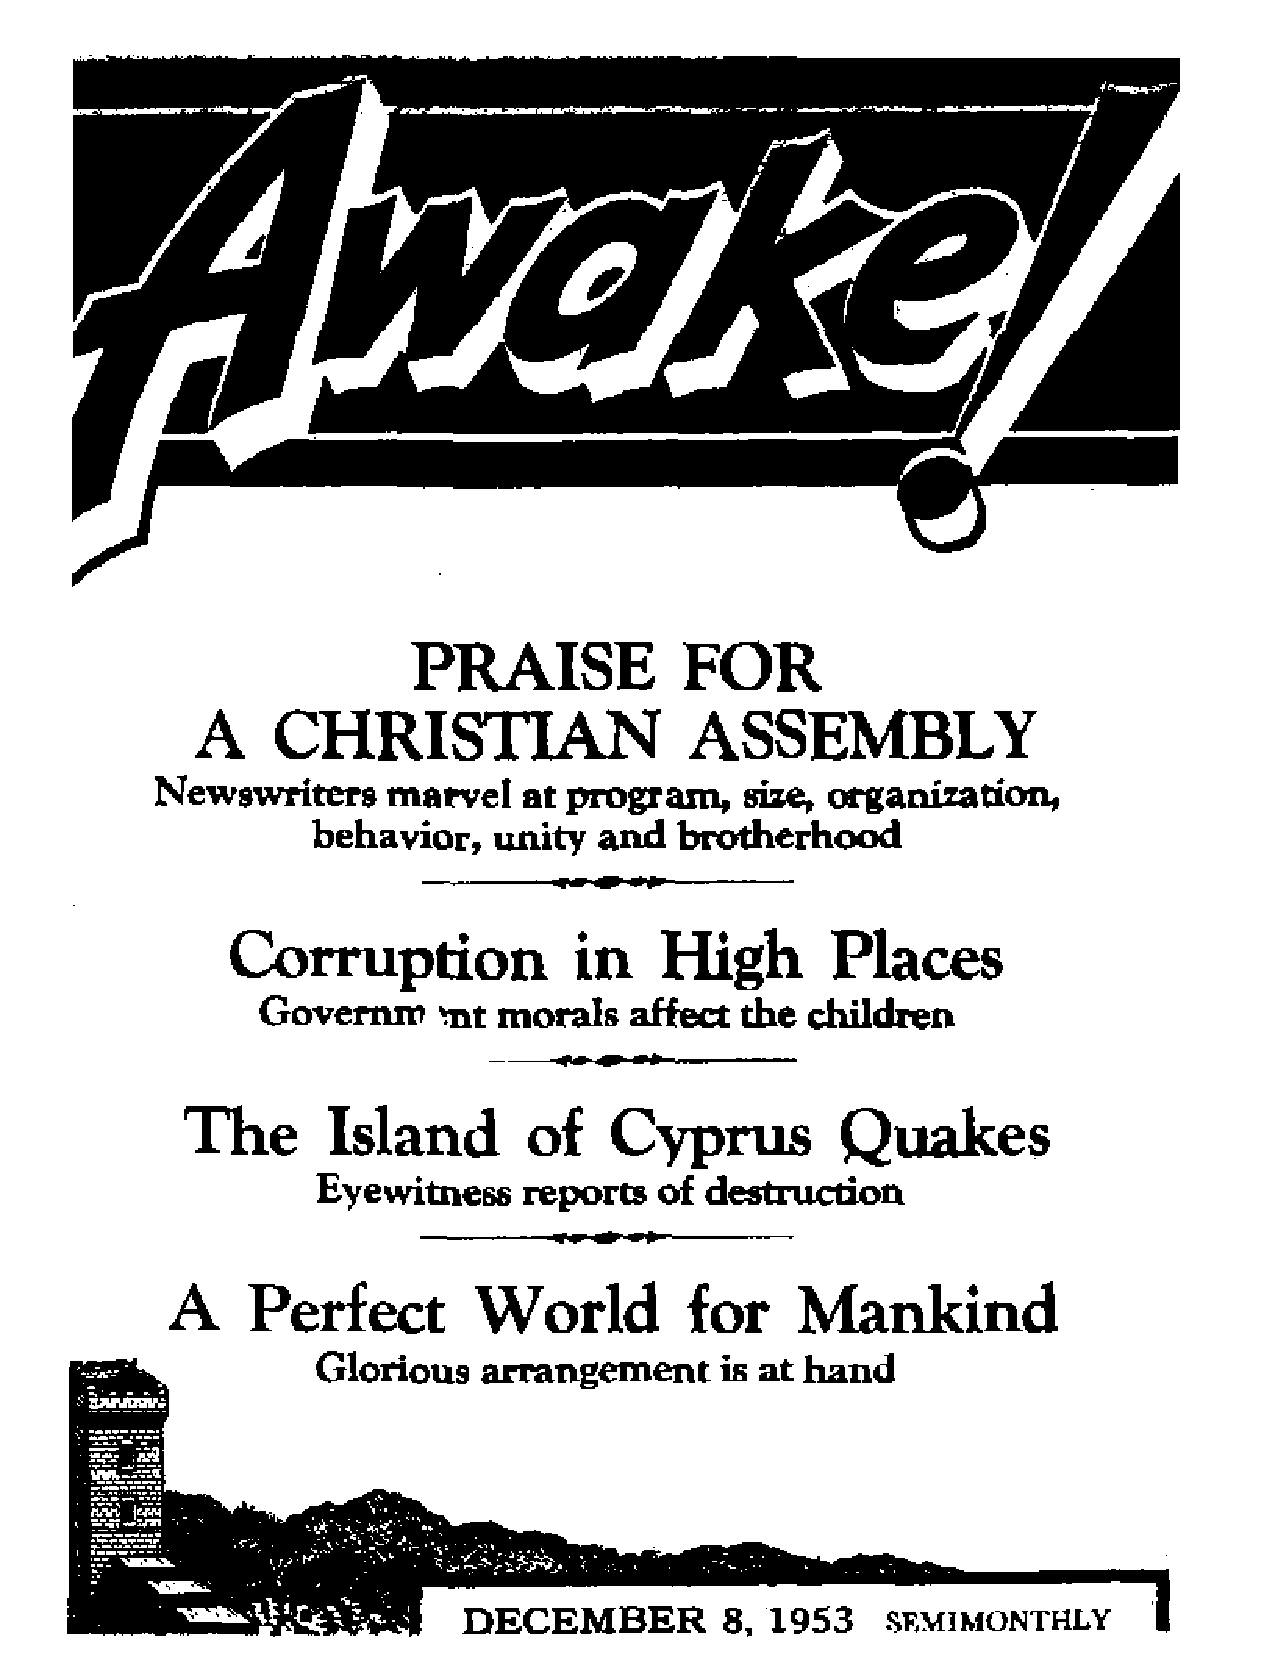 Awake!
PRAISE FOR
A CHRISTIAN ASSEMBLY
Newswriters marvel at program, size, organization,
behavior, unity and brotherhood
Corruption in High Places
Government morals affect the children
The Island of Cyprus Quakes
Eyewitness reports of destruction
A Perfect World for Mankind
Glorious arrangement is at hand
DECEMBER 8, 1953 SEMIMONTHLY